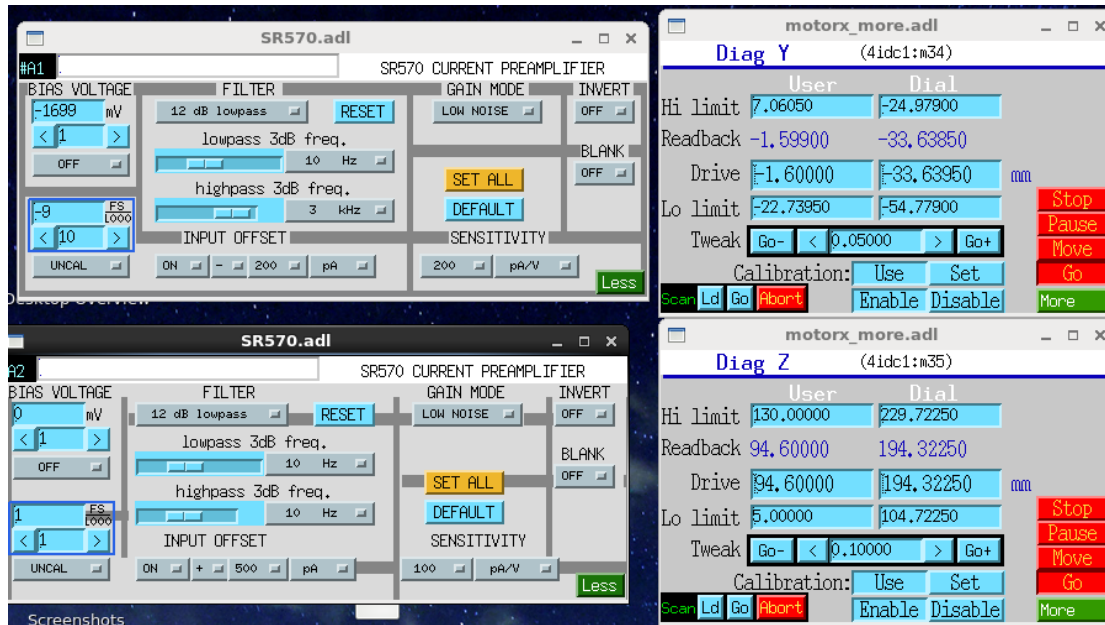 SR570.adl
#A1 .
SR570 CURRENT PREAMPLIFIER
BIAS VOLTAGE
-1699 mV
< 1 >
OFF
-9 FS/1000
< 10 >
UNCAL
FILTER
12 dB lowpass RESET
lowpass 3dB freq.
10 Hz
highpass 3dB freq.
3 kHz
INPUT OFFSET
ON - 200 pA
GAIN MODE
LOW NOISE
SET ALL
DEFAULT
SENSITIVITY
200 pA/V
INVERT
OFF
BLANK
OFF
Less
Desktop Overview
SR570.adl
A2 .
SR570 CURRENT PREAMPLIFIER
BIAS VOLTAGE
0 mV
< 1 >
OFF
1 FS/1000
< 1 >
UNCAL
FILTER
12 dB lowpass RESET
lowpass 3dB freq.
10 Hz
highpass 3dB freq.
10 Hz
INPUT OFFSET
ON + 500 pA
GAIN MODE
LOW NOISE
SET ALL
DEFAULT
SENSITIVITY
100 pA/V
INVERT
OFF
BLANK
OFF
Less
Screenshots
motorx_more.adl
Diag Y (4idc1:m34)
User Dial
Hi limit 7.06050 -24.97900
Readback -1.59900 -33.63850
Drive -1.60000 -33.63950 mm
Lo limit -22.73950 -54.77900
Tweak Go- < 0.05000 > Go+
Calibration: Use Set
Scan Ld Go Abort Enable Disable
Stop
Pause
Move
Go
More
motorx_more.adl
Diag Z (4idc1:m35)
User Dial
Hi limit 130.00000 229.72250
Readback 94.60000 194.32250
Drive 94.60000 194.32250 mm
Lo limit 5.00000 104.72250
Tweak Go- < 0.10000 > Go+
Calibration: Use Set
Scan Ld Go Abort Enable Disable
Stop
Pause
Move
Go
More